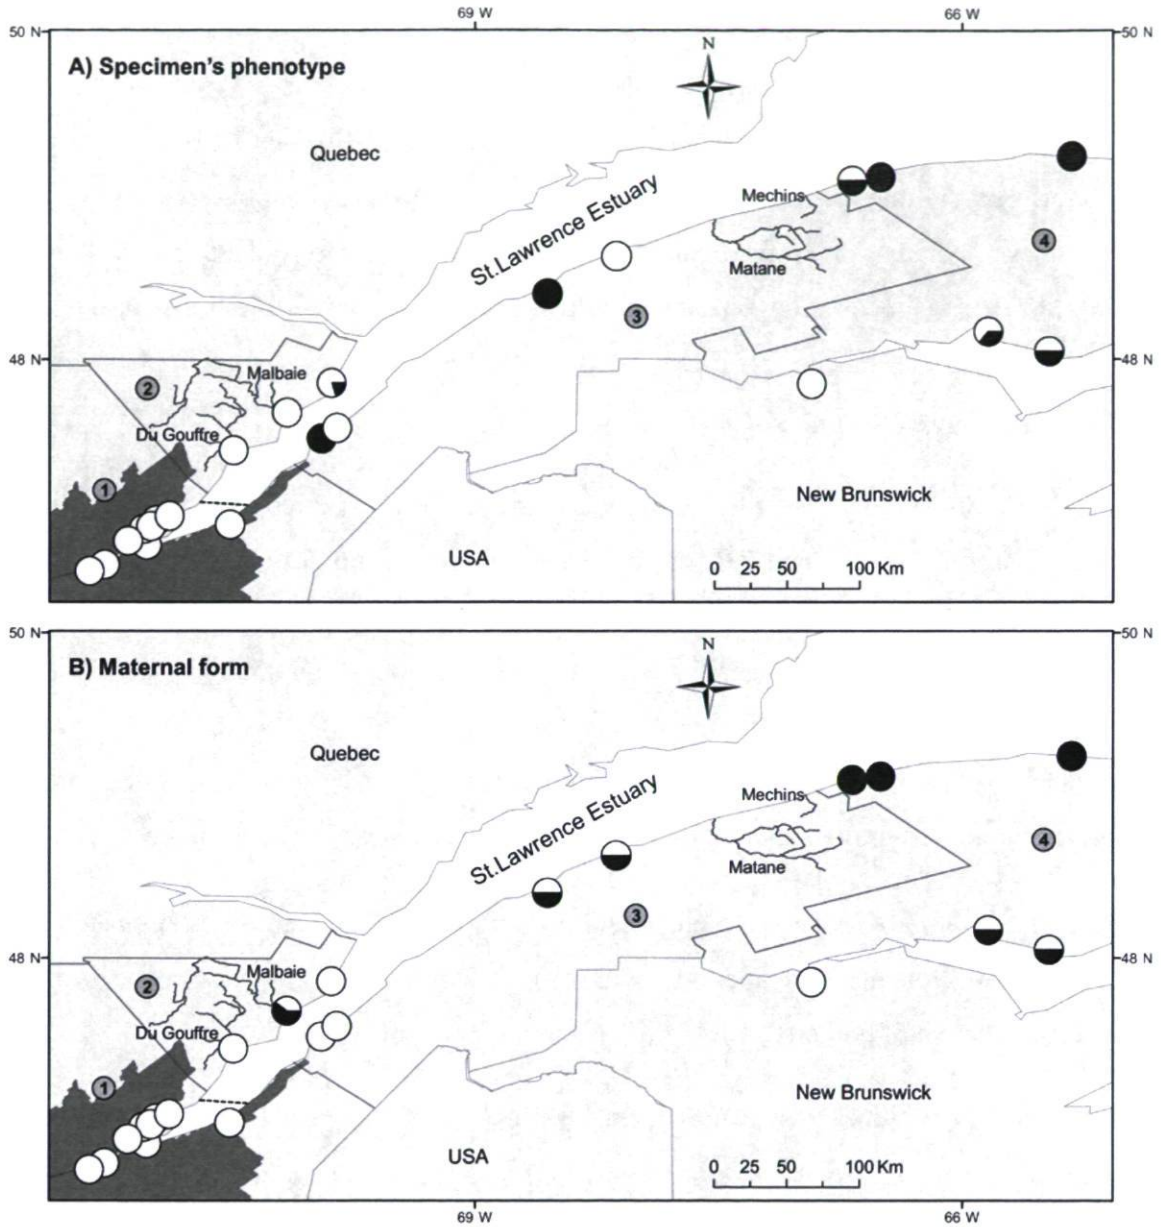 69 W
66 W
50 N
50 N
A) Specimen's phenotype
N
Quebec
St.Lawrence Estuary
Mechins
4
Matane
3
48 N
48 N
Malbaie
2
Du Gouffre
1
New Brunswick
USA
0 25 50 100 Km
50 N
50 N
B) Maternal form
N
Quebec
St.Lawrence Estuary
Mechins
4
Matane
3
48 N
48 N
Malbaie
2
Du Gouffre
1
New Brunswick
USA
0 25 50 100 Km
69 W
66 W